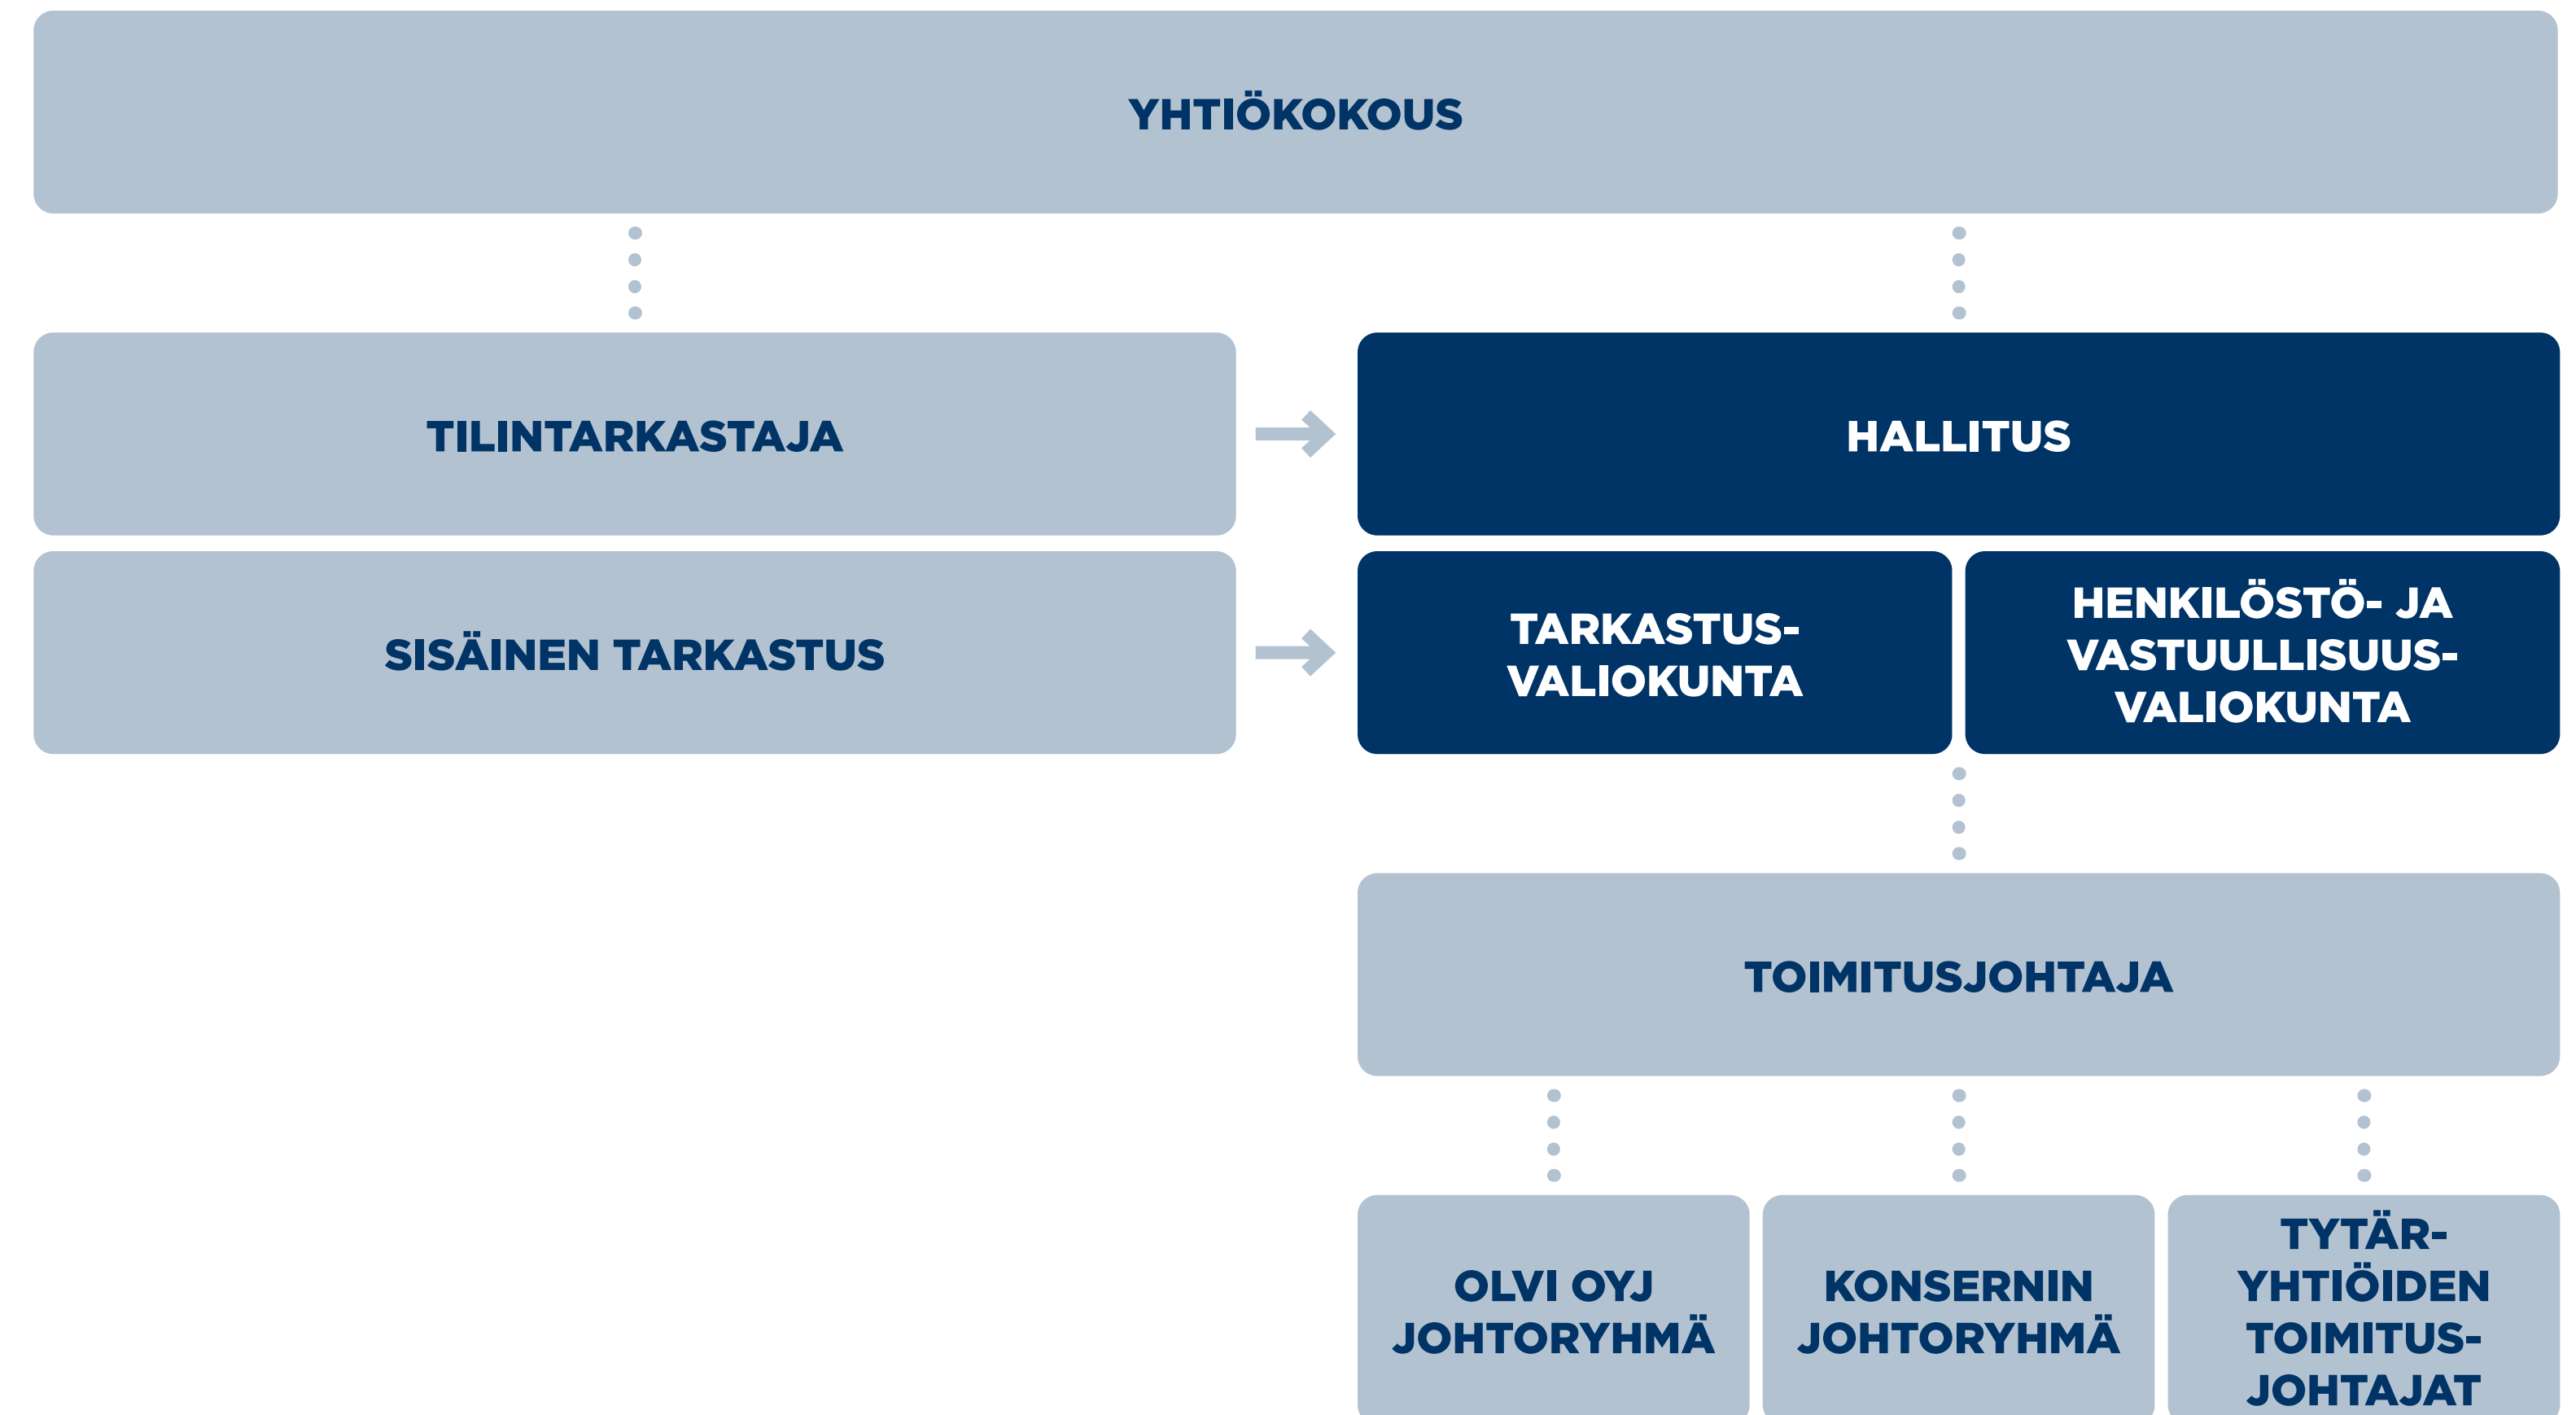 YHTIÖKOKOUS
TILINTARKASTAJA
HALLITUS
SISÄINEN TARKASTUS
TARKASTUS-
VALIOKUNTA
HENKILÖSTÖ- JA
VASTUULLISUUS-
VALIOKUNTA
TOIMITUSJOHTAJA
OLVI OYJ
JOHTORYHMÄ
KONSERNIN
JOHTORYHMÄ
TYTÄR-
YHTIÖIDEN
TOIMITUS-
JOHTAJAT